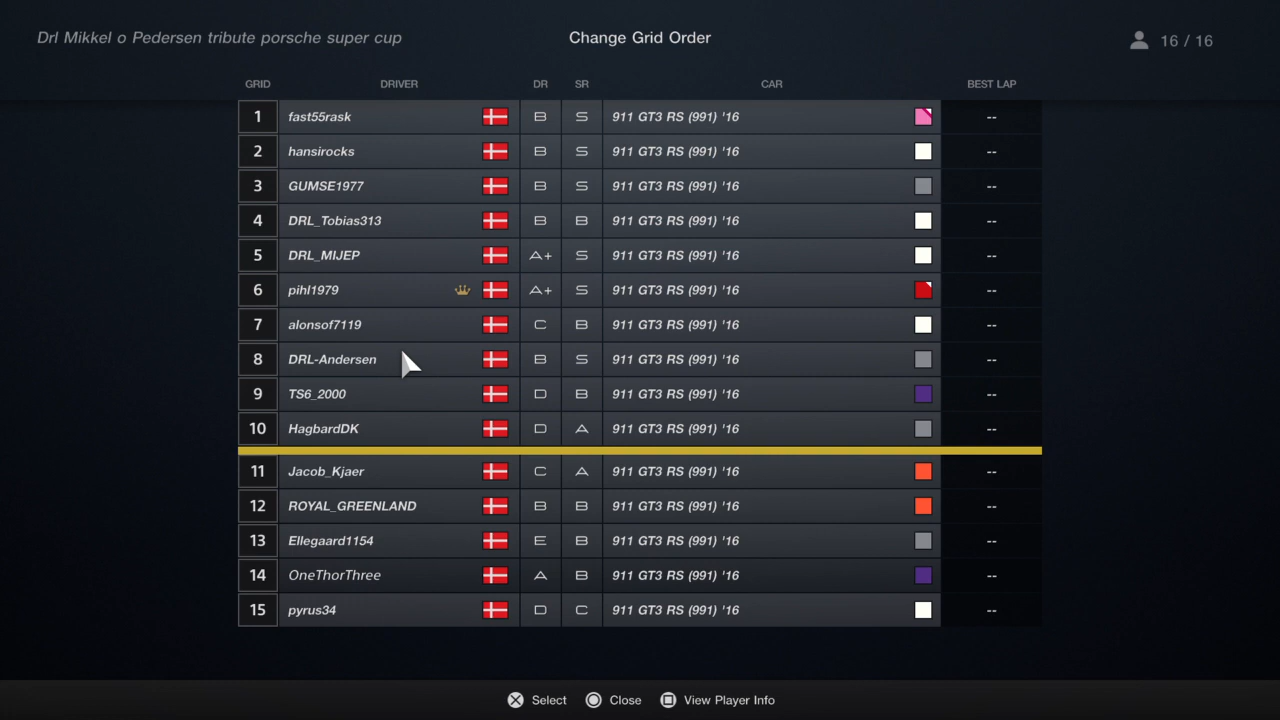 Drl Mikkel o Pedersen tribute porsche super cup
Change Grid Order
16 / 16
GRID DRIVER DR SR CAR BEST LAP
1 fast55rask B S 911 GT3 RS (991) '16 --
2 hansirocks B S 911 GT3 RS (991) '16 --
3 GUMSE1977 B S 911 GT3 RS (991) '16 --
4 DRL_Tobias313 B B 911 GT3 RS (991) '16 --
5 DRL_MIJEP A+ S 911 GT3 RS (991) '16 --
6 pihl1979 A+ S 911 GT3 RS (991) '16 --
7 alonsof7119 C B 911 GT3 RS (991) '16 --
8 DRL-Andersen B S 911 GT3 RS (991) '16 --
9 TS6_2000 D B 911 GT3 RS (991) '16 --
10 HagbardDK D A 911 GT3 RS (991) '16 --
11 Jacob_Kjaer C A 911 GT3 RS (991) '16 --
12 ROYAL_GREENLAND B B 911 GT3 RS (991) '16 --
13 Ellegaard1154 E B 911 GT3 RS (991) '16 --
14 OneThorThree A B 911 GT3 RS (991) '16 --
15 pyrus34 D C 911 GT3 RS (991) '16 --
Select Close View Player Info